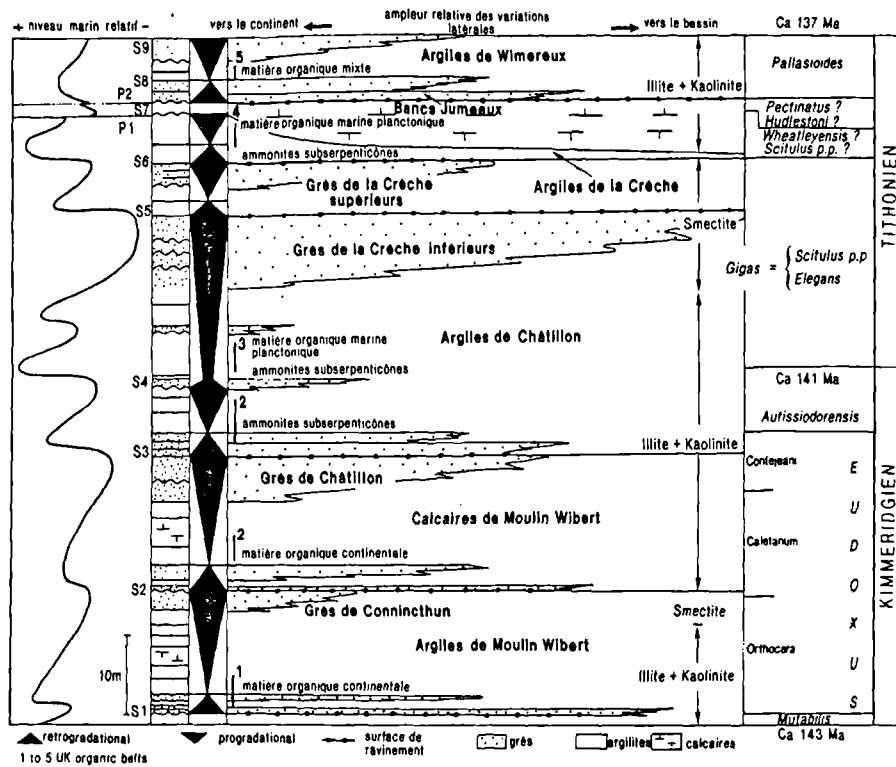 + niveau marin relatif -
vers le continent
ampleur relative des variations latérales
vers le bassin
Ca 137 Ma
S9
5
Argiles de Wimereux
S8
matière organique mixte
Pallasioides
P2
Illite + Kaolinite
S7
4
Bancs Jumeaux
Pectinatus ?
Hudlestoni ?
P1
matière organique marine planctonique
Wheatleyensis ?
Scitulus p.p. ?
S6
ammonites subserpenticônes
Argiles de la Crèche
Grès de la Crèche supérieurs
S5
Smectite
Grès de la Crèche inférieurs
Gigas = { Scitulus p.p
Elegans
TITHONIEN
Argiles de Châtillon
3
matière organique marine planctonique
ammonites subserpenticônes
S4
Ca 141 Ma
2
Autissiodorensis
ammonites subserpenticônes
S3
Illite + Kaolinite
Contejeani
Grès de Châtillon
Calcaires de Moulin Wibert
2
Caletanum
matière organique continentale
S2
Grès de Connincthun
Smectite
Argiles de Moulin Wibert
Orthocera
10m
1
matière organique continentale
Illite + Kaolinite
S1
E U D O X U S
KIMMERIDGIEN
Mutabilis
Ca 143 Ma
retrogradational
progradational
surface de ravinement
grès
argilites
calcaires
1 to 5 UK organic belts